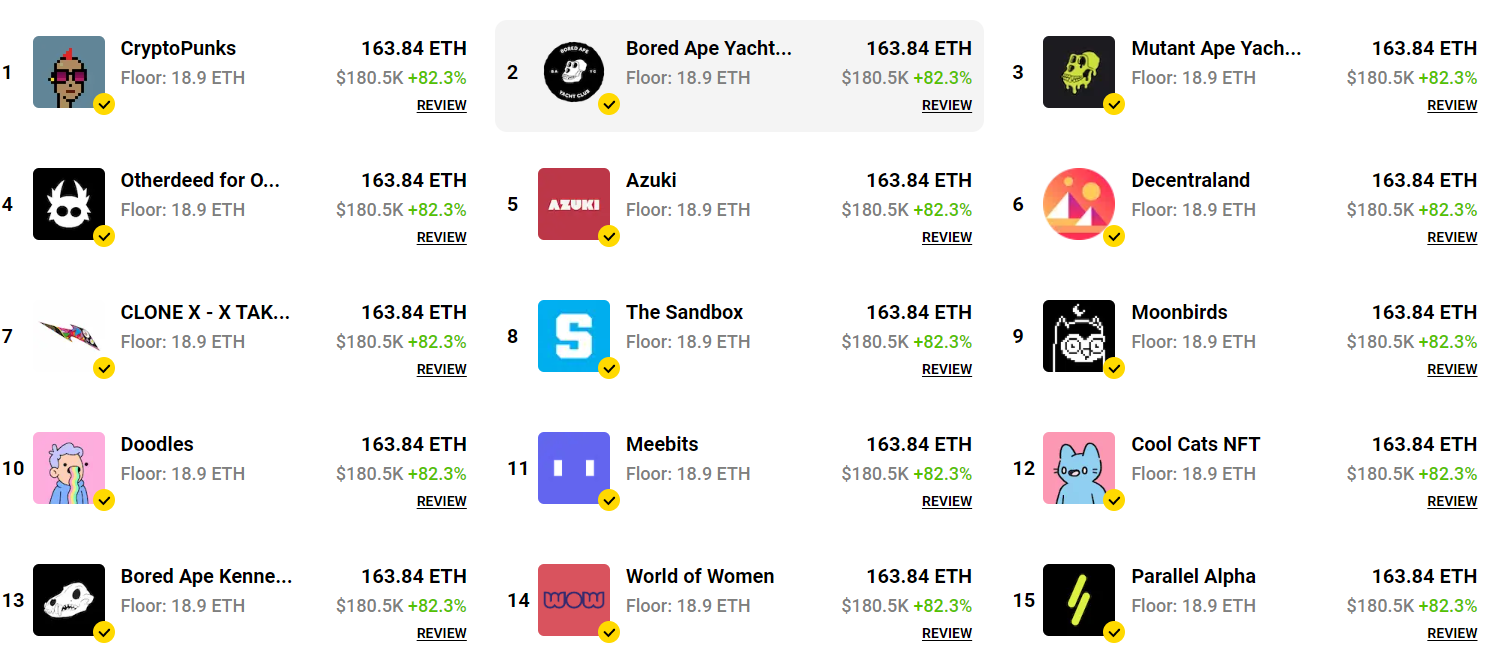 1
CryptoPunks
163.84 ETH
Floor: 18.9 ETH
$180.5K +82.3%
REVIEW
2
BORED APE
BA YC
YACHT CLUB
Bored Ape Yacht...
163.84 ETH
Floor: 18.9 ETH
$180.5K +82.3%
REVIEW
3
Mutant Ape Yach...
163.84 ETH
Floor: 18.9 ETH
$180.5K +82.3%
REVIEW
4
Otherdeed for O...
163.84 ETH
Floor: 18.9 ETH
$180.5K +82.3%
REVIEW
5
AZUKI
Azuki
163.84 ETH
Floor: 18.9 ETH
$180.5K +82.3%
REVIEW
6
Decentraland
163.84 ETH
Floor: 18.9 ETH
$180.5K +82.3%
REVIEW
7
CLONE X - X TAK...
163.84 ETH
Floor: 18.9 ETH
$180.5K +82.3%
REVIEW
8
S
The Sandbox
163.84 ETH
Floor: 18.9 ETH
$180.5K +82.3%
REVIEW
9
Moonbirds
163.84 ETH
Floor: 18.9 ETH
$180.5K +82.3%
REVIEW
10
Doodles
163.84 ETH
Floor: 18.9 ETH
$180.5K +82.3%
REVIEW
11
Meebits
163.84 ETH
Floor: 18.9 ETH
$180.5K +82.3%
REVIEW
12
Cool Cats NFT
163.84 ETH
Floor: 18.9 ETH
$180.5K +82.3%
REVIEW
13
Bored Ape Kenne...
163.84 ETH
Floor: 18.9 ETH
$180.5K +82.3%
REVIEW
14
WOW
World of Women
163.84 ETH
Floor: 18.9 ETH
$180.5K +82.3%
REVIEW
15
Parallel Alpha
163.84 ETH
Floor: 18.9 ETH
$180.5K +82.3%
REVIEW